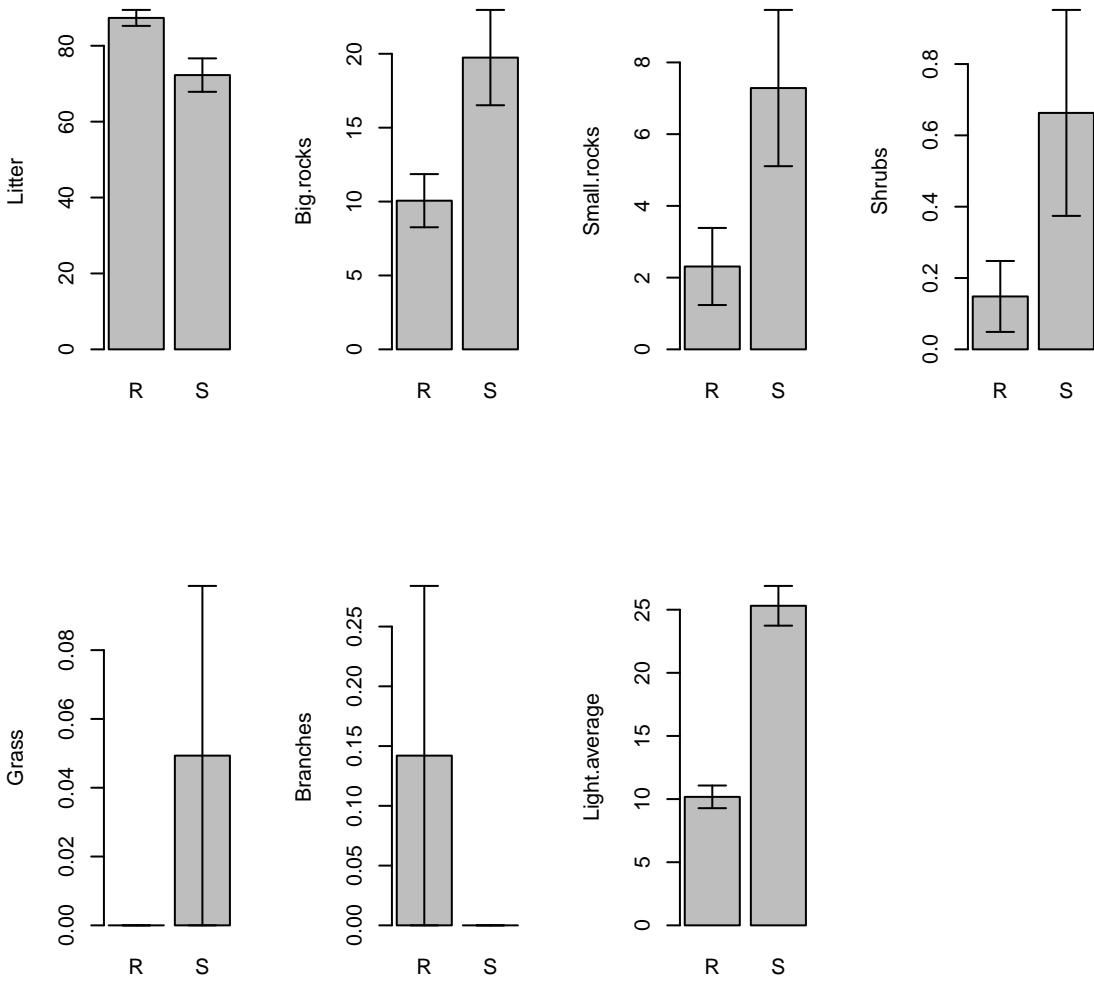 Litter
0 20 40 60 80
R S
Big.rocks
0 5 10 15 20
R S
Small.rocks
0 2 4 6 8
R S
Shrubs
0.0 0.2 0.4 0.6 0.8
R S
Grass
0.00 0.02 0.04 0.06 0.08
R S
Branches
0.00 0.05 0.10 0.15 0.20 0.25
R S
Light.average
0 5 10 15 20 25
R S